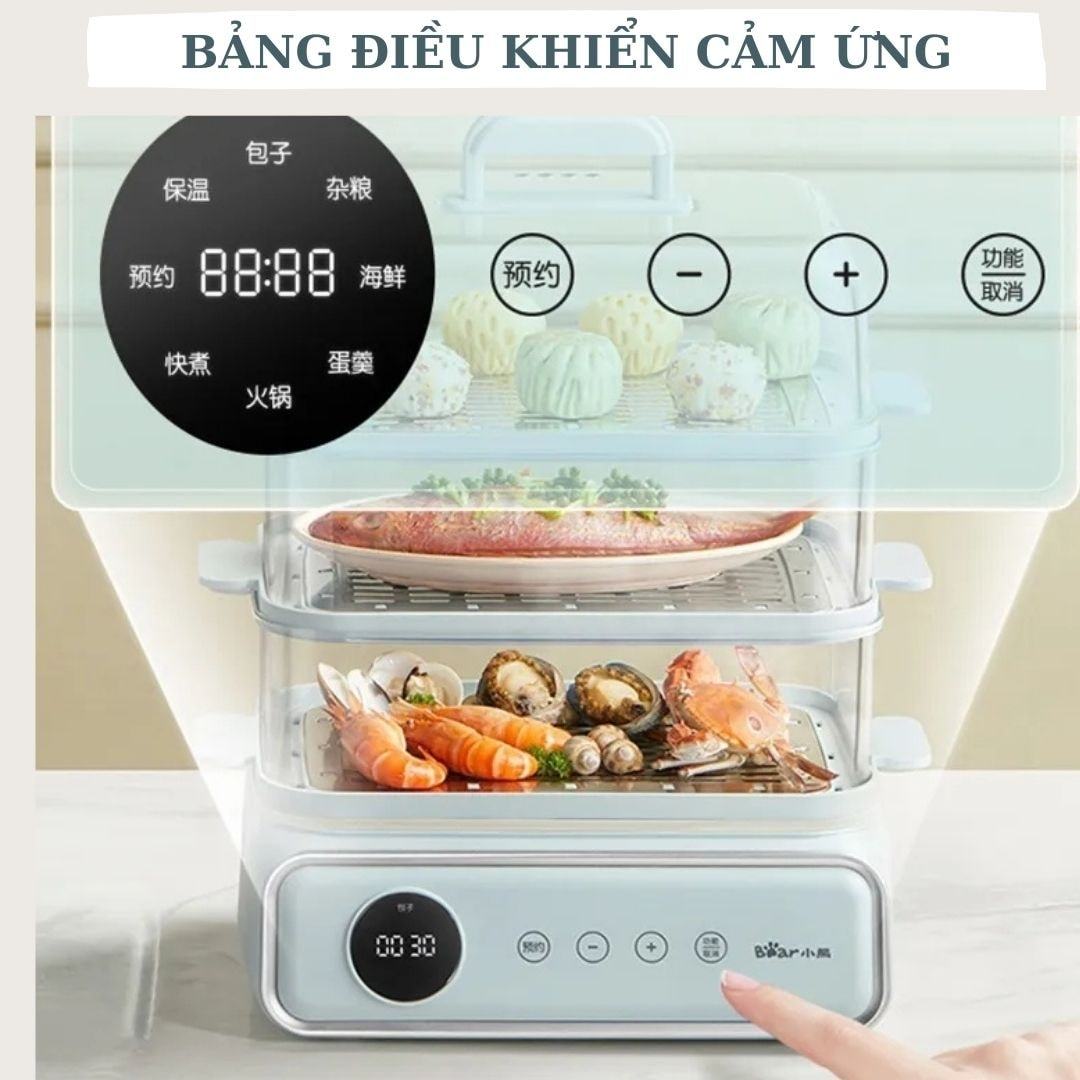 BẢNG ĐIỀU KHIỂN CẢM ỨNG
包子
保温
杂粮
预约
88:88
海鲜
快煮
蛋羹
火锅
预约
−
+
功能
取消
包子
00 30
预约
−
+
功能
取消
Bear小熊